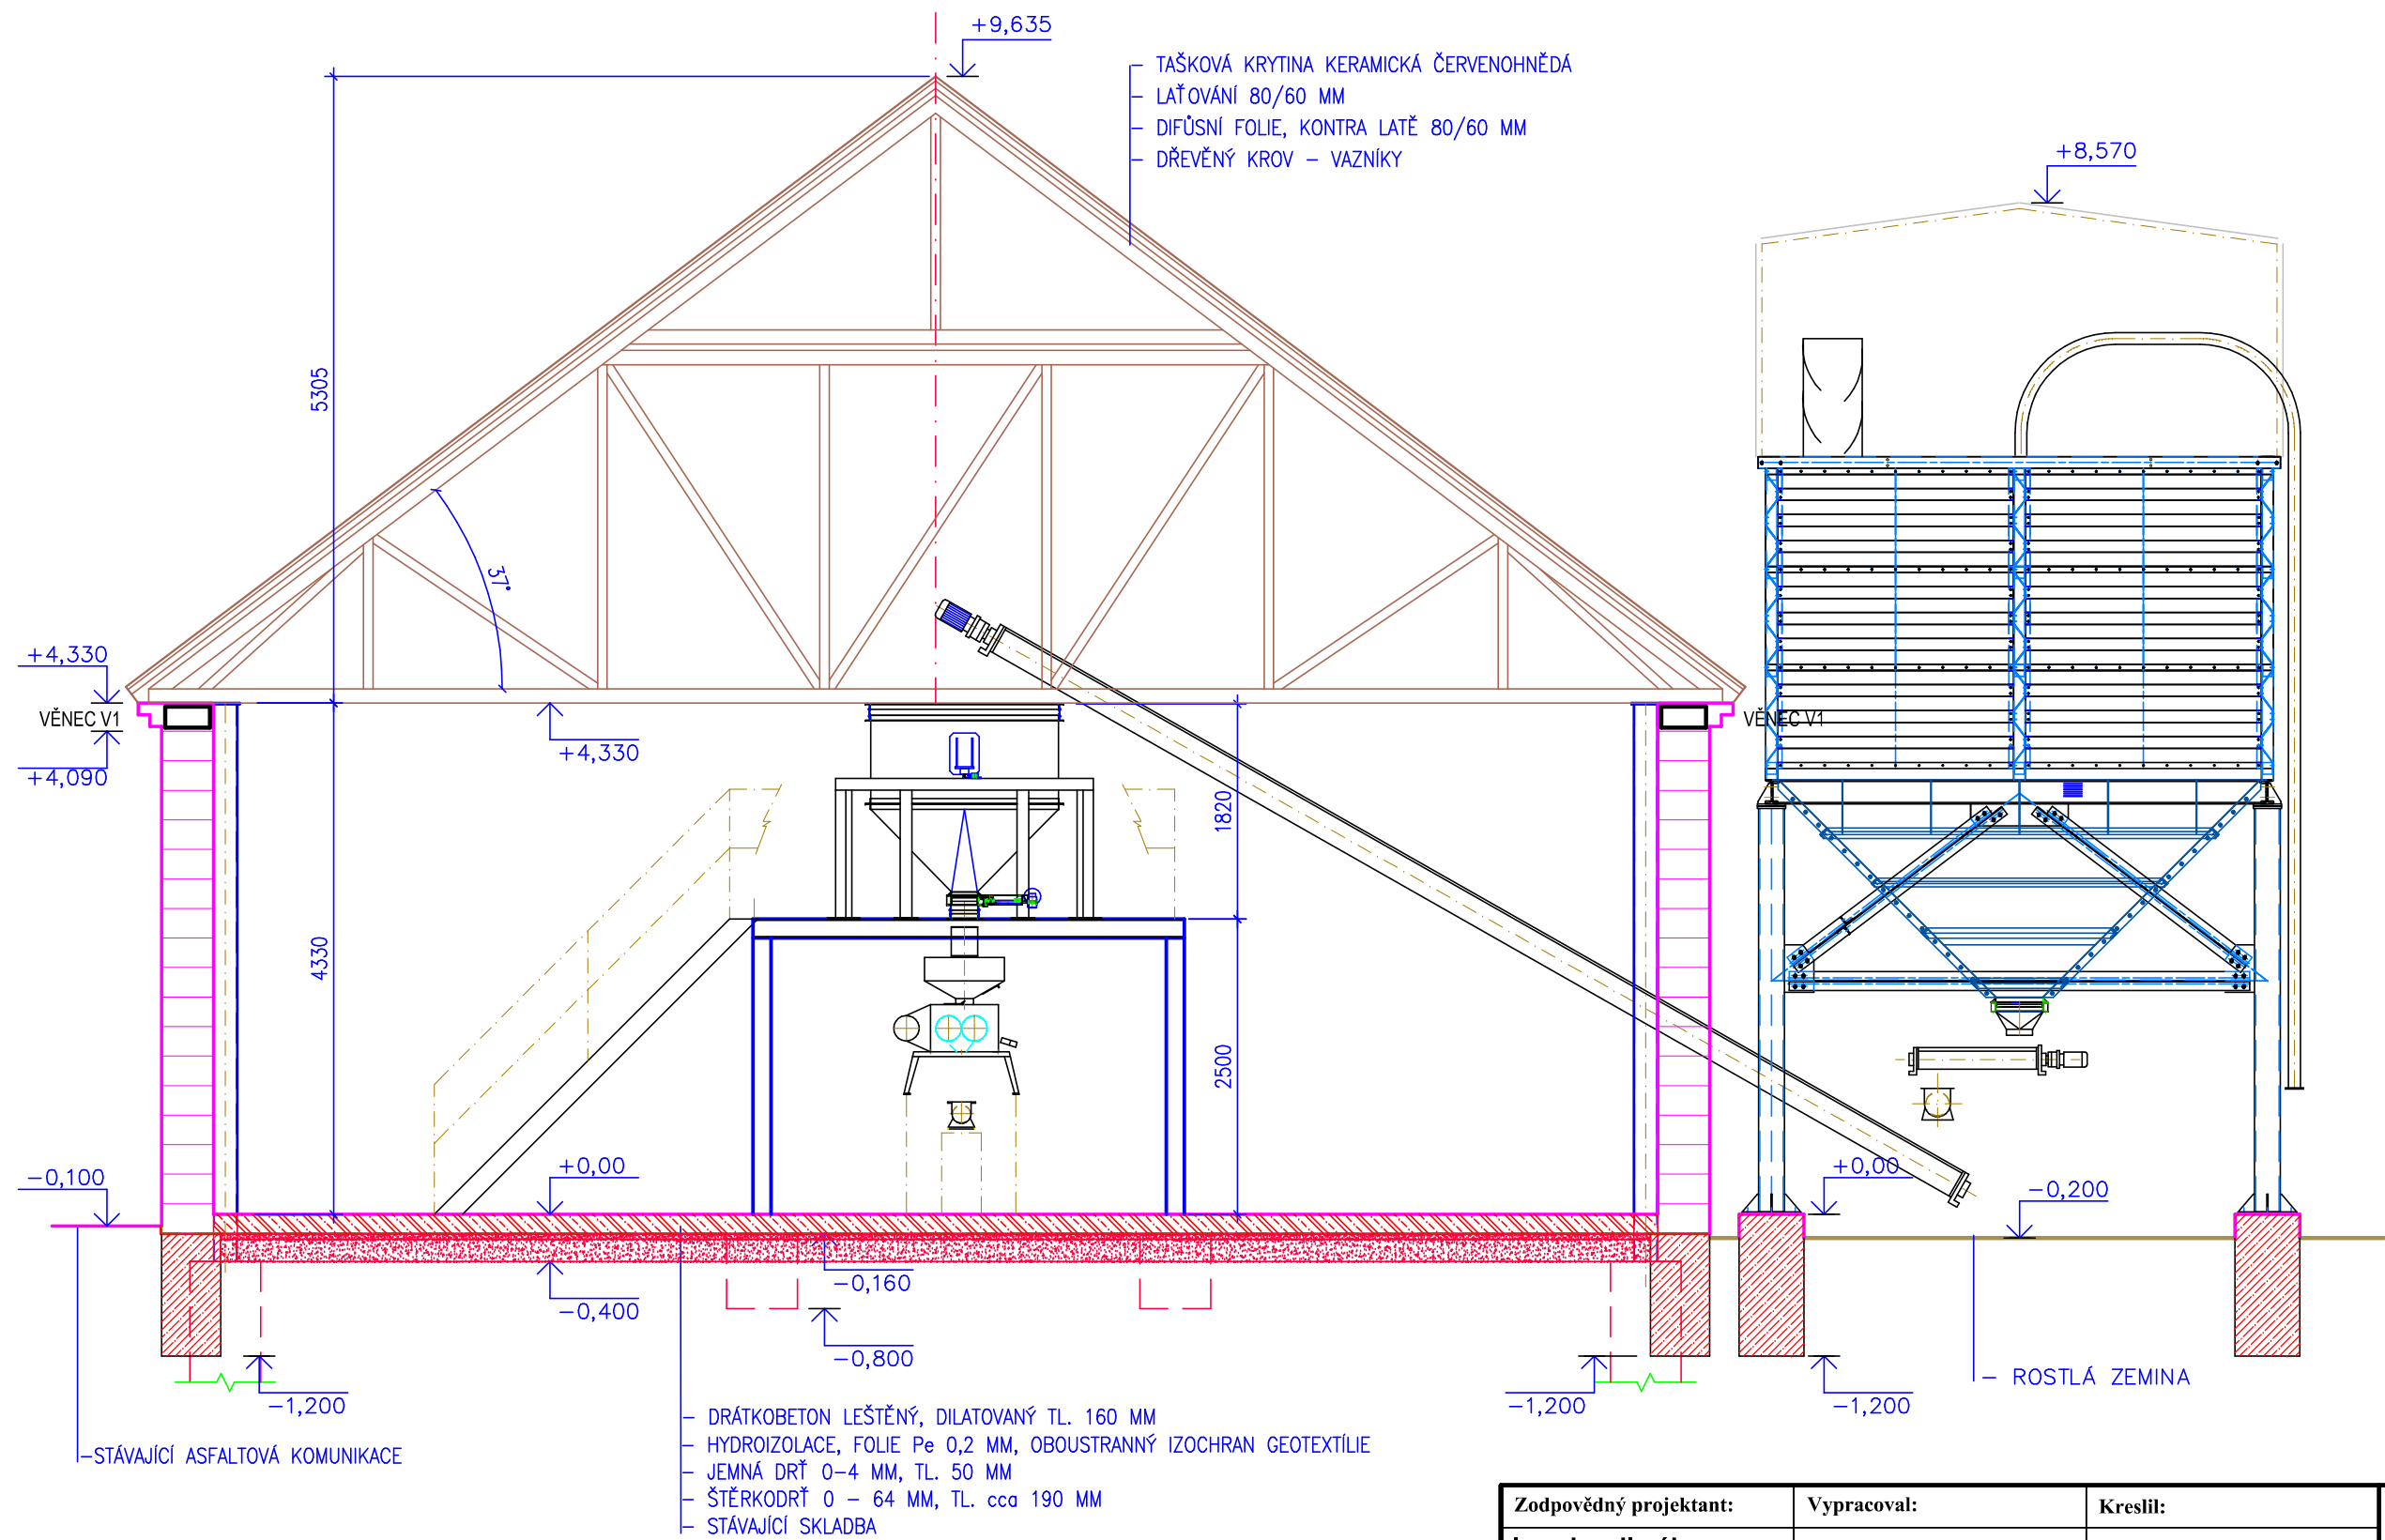 +9,635
TAŠKOVÁ KRYTINA KERAMICKÁ ČERVENOHNĚDÁ
LAŤOVÁNÍ 80/60 MM
DIFŮSNÍ FOLIE, KONTRA LATĚ 80/60 MM
DŘEVĚNÝ KROV – VAZNÍKY
+8,570
5305
37°
+4,330
VĚNEC V1
+4,090
+4,330
VĚNEC V1
1820
4330
2500
-0,100
+0,00
+0,00
-0,200
-0,160
-0,400
-0,800
-1,200
-1,200
-1,200
– ROSTLÁ ZEMINA
– DRÁTKOBETON LEŠTĚNÝ, DILATOVANÝ TL. 160 MM
– HYDROIZOLACE, FOLIE Pe 0,2 MM, OBOUSTRANNÝ IZOCHRAN GEOTEXTÍLIE
– JEMNÁ DRŤ 0-4 MM, TL. 50 MM
– ŠTĚRKODRŤ 0 – 64 MM, TL. cca 190 MM
– STÁVAJÍCÍ SKLADBA
-STÁVAJÍCÍ ASFALTOVÁ KOMUNIKACE
Zodpovědný projektant: Vypracoval: Kreslil: